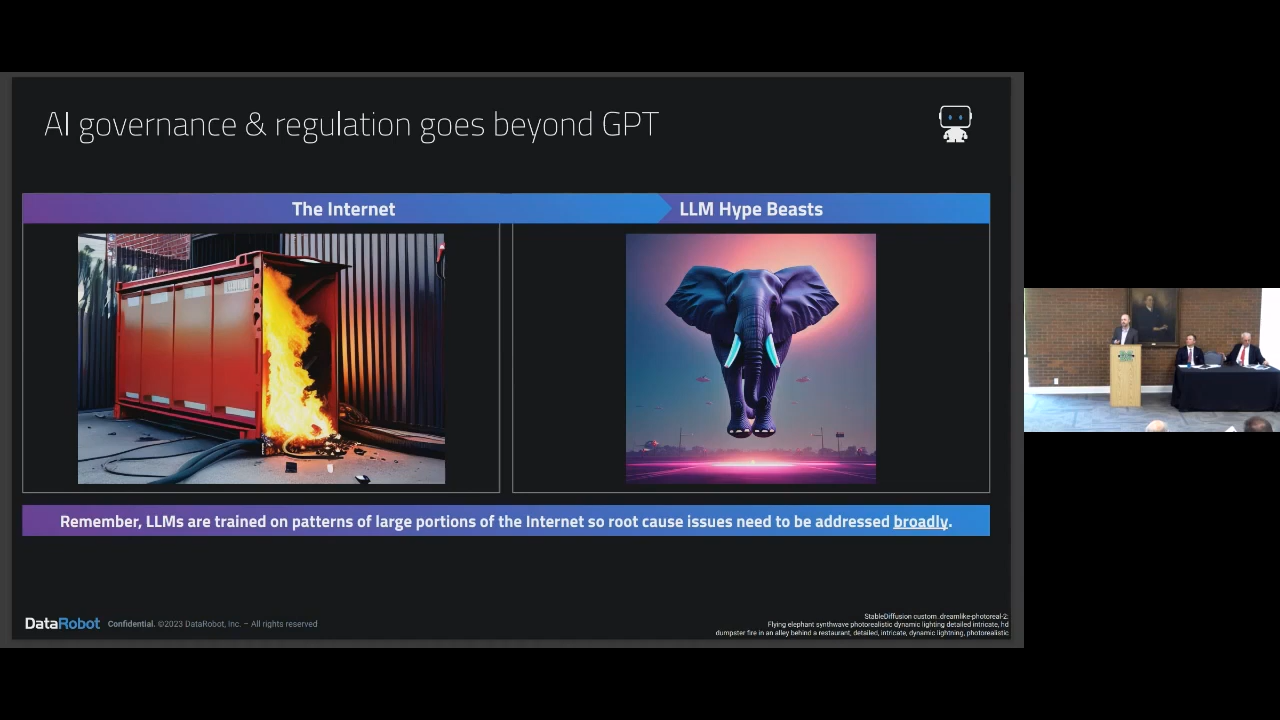 AI governance & regulation goes beyond GPT
The Internet
LLM Hype Beasts
Remember, LLMs are trained on patterns of large portions of the Internet so root cause issues need to be addressed broadly.
DataRobot Confidential. ©2023 DataRobot, Inc. – All rights reserved
StableDiffusion custom_dreamlike-photoreal-2:
Flying elephant synthwave photorealistic dynamic lighting detailed intricate, hd
dumpster fire in an alley behind a restaurant, detailed, intricate, dynamic lightning, photorealistic